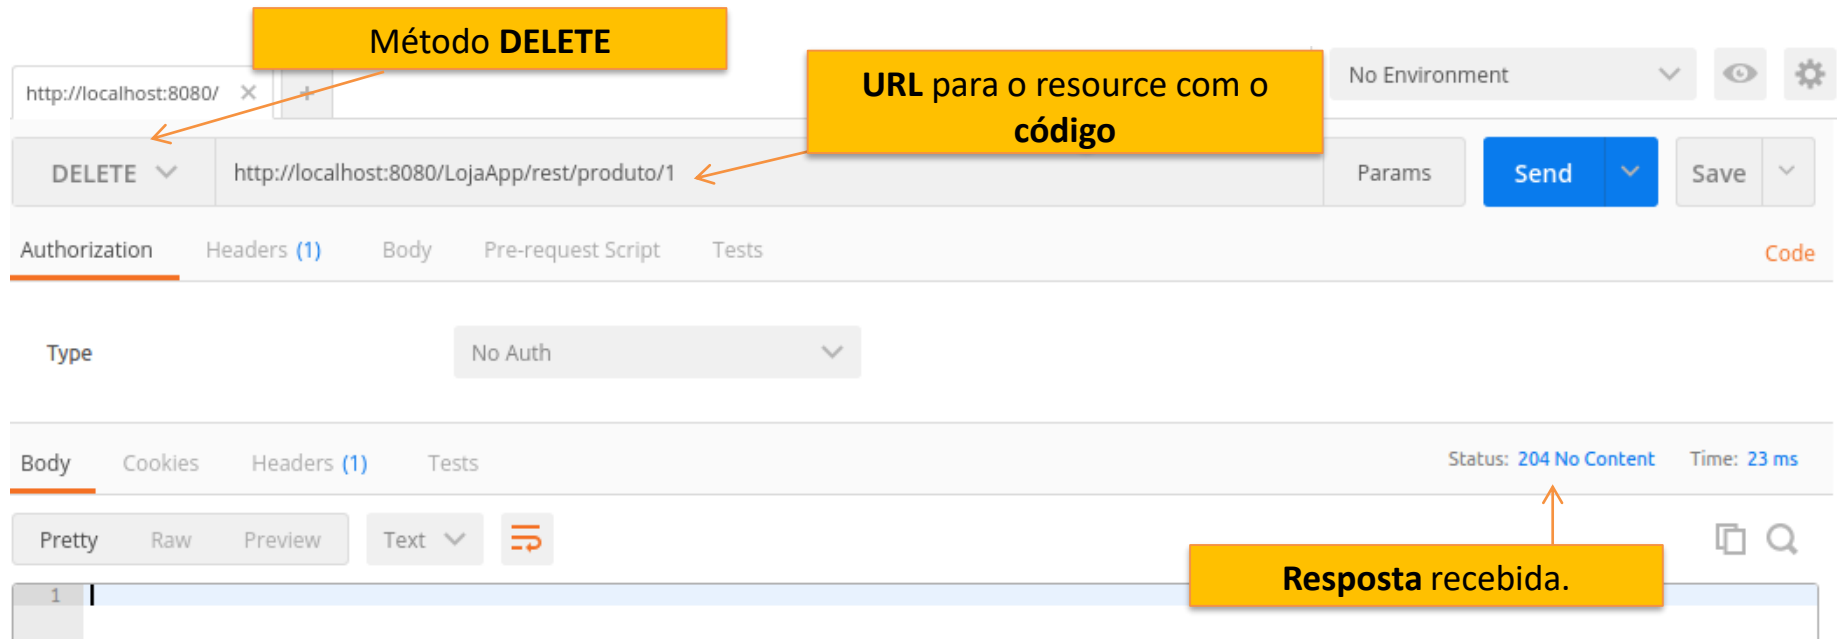 Método DELETE
URL para o resource com o
código
No Environment
http://localhost:8080/
DELETE
http://localhost:8080/LojaApp/rest/produto/1
Params
Send
Save
Authorization
Headers (1)
Body
Pre-request Script
Tests
Code
Type
No Auth
Body
Cookies
Headers (1)
Tests
Status: 204 No Content
Time: 23 ms
Pretty
Raw
Preview
Text
Resposta recebida.
1